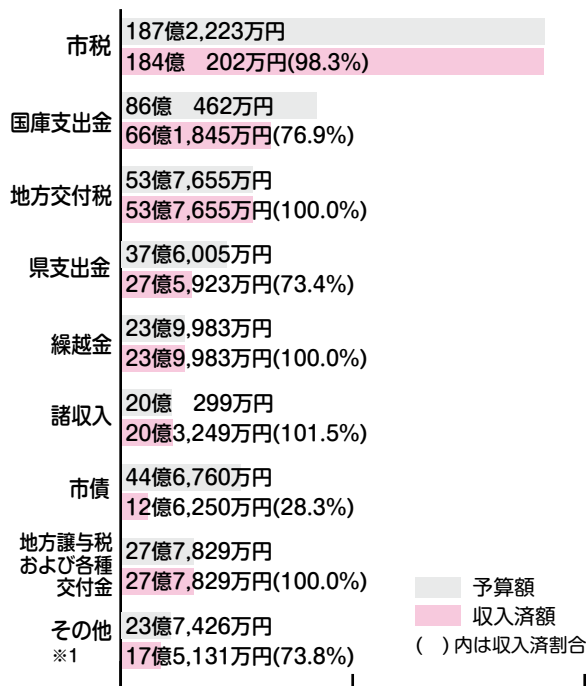 市税
187億2,223万円
184億　202万円(98.3%)
国庫支出金
86億　462万円
66億1,845万円(76.9%)
地方交付税
53億7,655万円
53億7,655万円(100.0%)
県支出金
37億6,005万円
27億5,923万円(73.4%)
繰越金
23億9,983万円
23億9,983万円(100.0%)
諸収入
20億　299万円
20億3,249万円(101.5%)
市債
44億6,760万円
12億6,250万円(28.3%)
地方譲与税
および各種
交付金
27億7,829万円
27億7,829万円(100.0%)
その他
※1
23億7,426万円
17億5,131万円(73.8%)
予算額
収入済額
(　)内は収入済割合